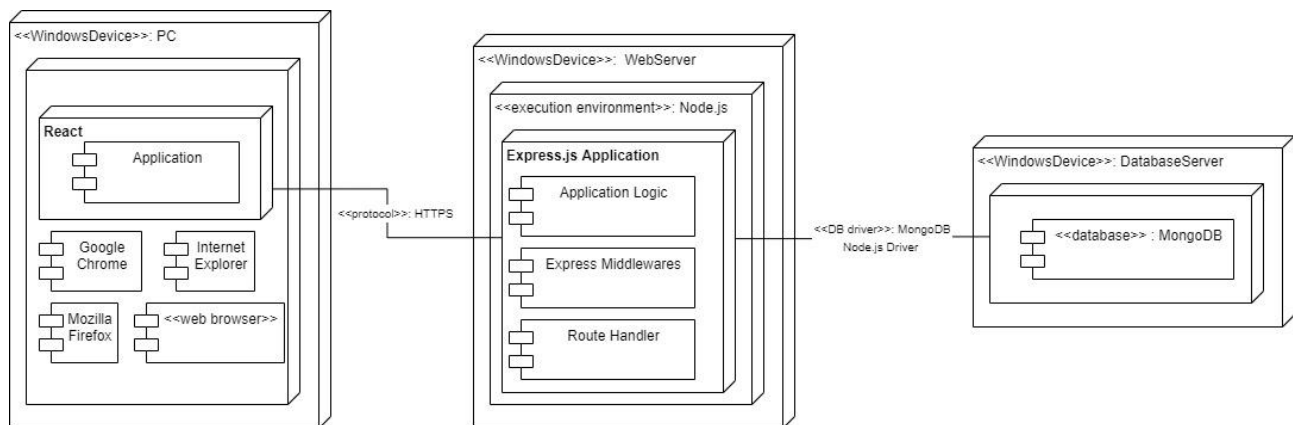 <<WindowsDevice>>: PC
React
Application
Google
Chrome
Internet
Explorer
Mozilla
Firefox
<<web browser>>
<<protocol>>: HTTPS
<<WindowsDevice>>: WebServer
<<execution environment>>: Node.js
Express.js Application
Application Logic
Express Middlewares
Route Handler
<<DB driver>>: MongoDB
Node.js Driver
<<WindowsDevice>>: DatabaseServer
<<database>> : MongoDB